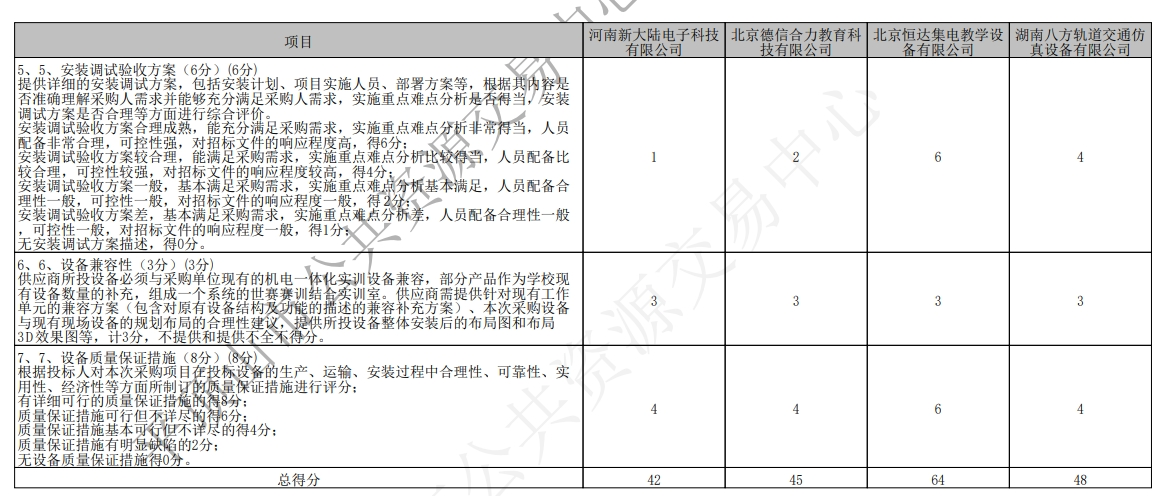 项目
河南新大陆电子科技
有限公司
北京德信合力教育科
技有限公司
北京恒达集电教学设
备有限公司
湖南八方轨道交通仿
真设备有限公司
5、5、安装调试验收方案（6分）(6分)
提供详细的安装调试方案，包括安装计划、项目实施人员、部署方案等，根据其内容是
否准确理解采购人需求并能够充分满足采购人需求，实施重点难点分析是否得当，安装
调试方案是否合理等方面进行综合评价。
安装调试验收方案合理成熟，能充分满足采购需求，实施重点难点分析非常得当，人员
配备非常合理，可控性强，对招标文件的响应程度高，得6分；
安装调试验收方案较合理，能满足采购需求，实施重点难点分析比较得当，人员配备比
较合理，可控性较强，对招标文件的响应程度较高，得4分；
安装调试验收方案一般，基本满足采购需求，实施重点难点分析基本满足，人员配备合
理性一般，可控性一般，对招标文件的响应程度一般，得2分；
安装调试验收方案差，基本满足采购需求，实施重点难点分析差，人员配备合理性一般
，可控性一般，对招标文件的响应程度一般，得1分；
无安装调试方案描述，得0分。
1
2
6
4
6、6、设备兼容性（3分）(3分)
供应商所投设备必须与采购单位现有的机电一体化实训设备兼容，部分产品作为学校现
有设备数量的补充，组成一个系统的世赛赛训结合实训室。供应商需提供针对现有工作
单元的兼容方案（包含对原有设备结构及功能的描述的兼容补充方案）、本次采购设备
与现有现场设备的规划布局的合理性建议，提供所投设备整体安装后的布局图和布局
3D效果图等，计3分，不提供和提供不全不得分。
3
3
3
3
7、7、设备质量保证措施（8分）(8分)
根据投标人对本次采购项目在投标设备的生产、运输、安装过程中合理性、可靠性、实
用性、经济性等方面所制订的质量保证措施进行评分；
有详细可行的质量保证措施的得8分；
质量保证措施可行但不详尽的得6分；
质量保证措施基本可行但不详尽的得4分；
质量保证措施有明显缺陷的2分；
无设备质量保证措施得0分。
4
4
6
4
总得分
42
45
64
48
公共资源交易中心
公共资源交易中心